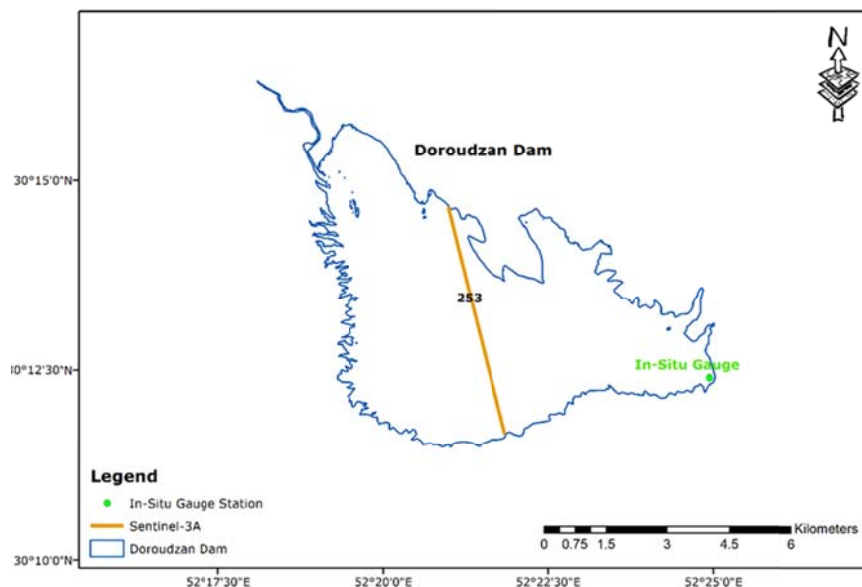 N
Doroudzan Dam
30°15'0"N
253
In-Situ Gauge
30°12'30"N
Legend
In-Situ Gauge Station
Sentinel-3A
Doroudzan Dam
Kilometers
0 0.75 1.5 3 4.5 6
30°10'0"N
52°17'30"E 52°20'0"E 52°22'30"E 52°25'0"E